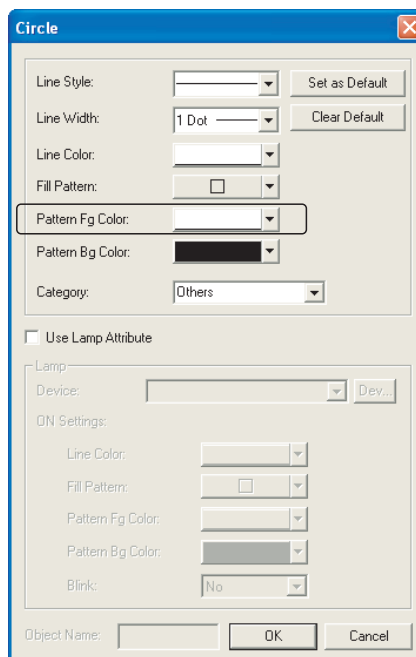 Circle
Line Style: Set as Default
Line Width: 1 Dot Clear Default
Line Color:
Fill Pattern:
Pattern Fg Color:
Pattern Bg Color:
Category: Others
Use Lamp Attribute
Lamp
Device: Dev...
ON Settings:
Line Color:
Fill Pattern:
Pattern Fg Color:
Pattern Bg Color:
Blink: No
Object Name: OK Cancel